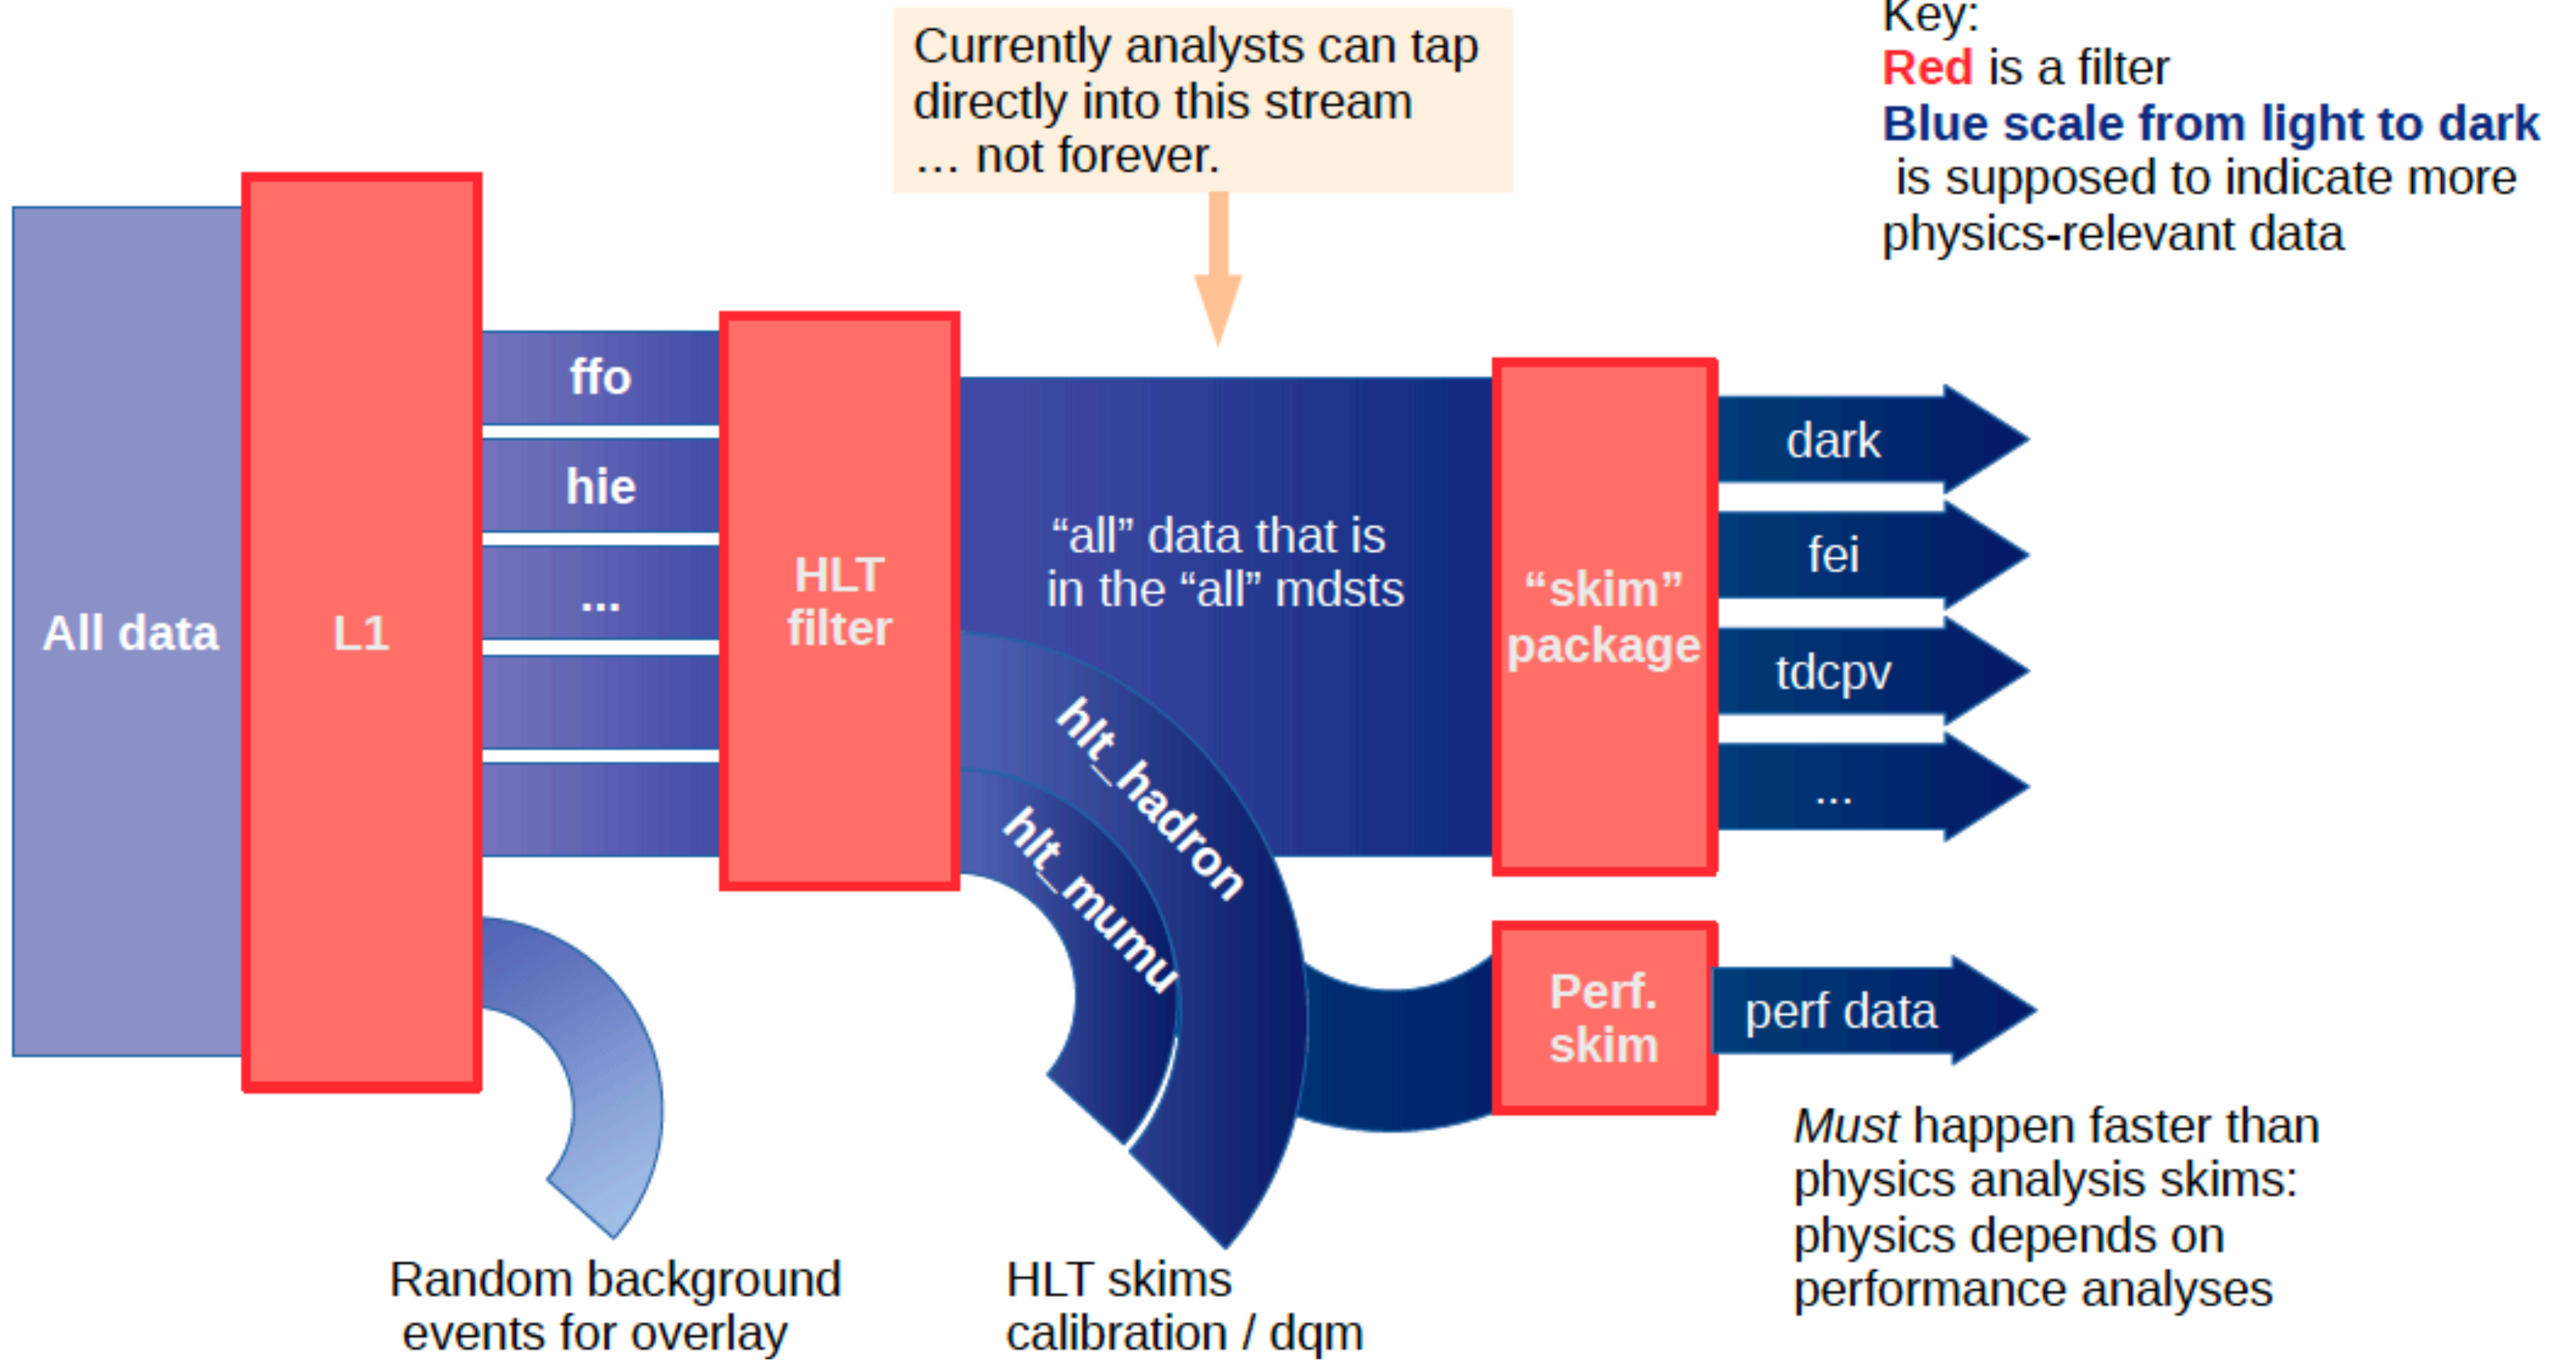 Currently analysts can tap
directly into this stream
... not forever.
Key:
Red is a filter
Blue scale from light to dark
is supposed to indicate more
physics-relevant data
All data
L1
ffo
hie
...
HLT
filter
“all” data that is
in the “all” mdsts
hlt_hadron
hlt_mumu
“skim”
package
dark
fei
tdcpv
...
Perf.
skim
perf data
Must happen faster than
physics analysis skims:
physics depends on
performance analyses
Random background
events for overlay
HLT skims
calibration / dqm